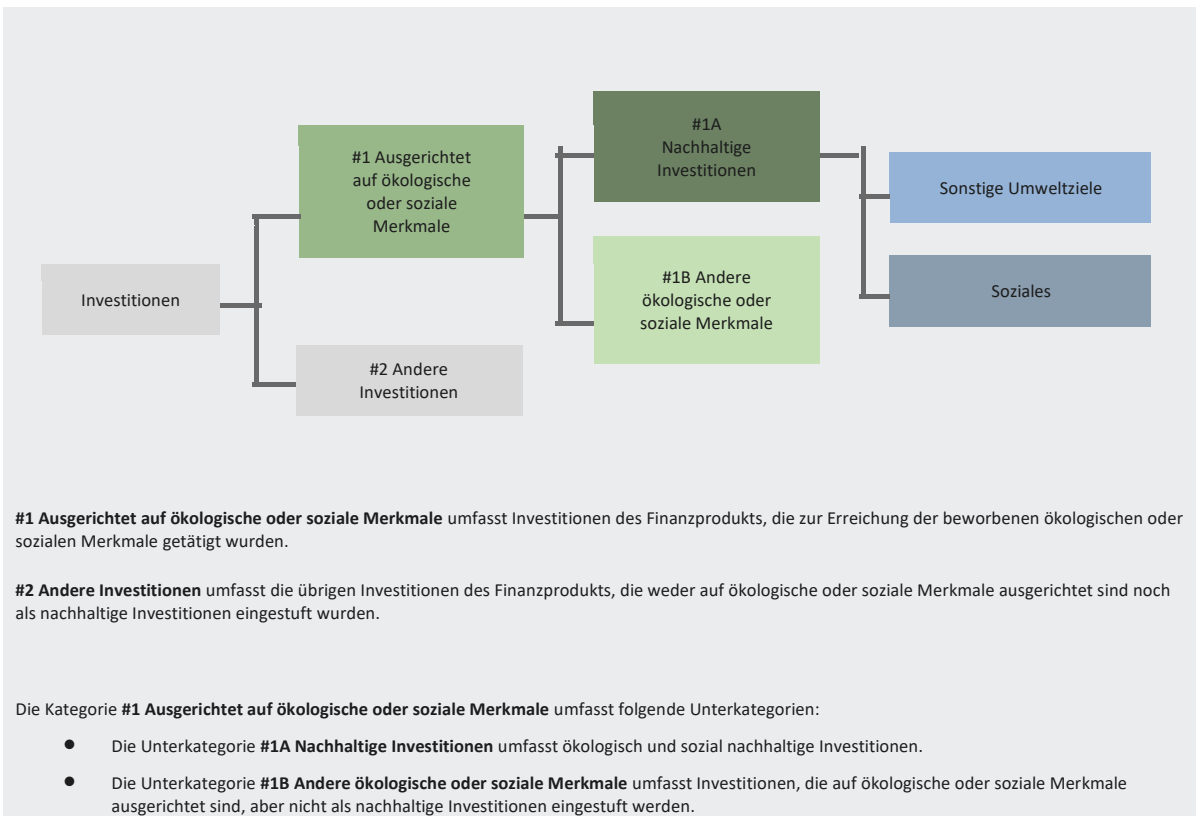 #1A
Nachhaltige
Investitionen
#1 Ausgerichtet
auf ökologische
oder soziale
Merkmale
Sonstige Umweltziele
#1B Andere
ökologische oder
soziale Merkmale
Soziales
Investitionen
#2 Andere
Investitionen
#1 Ausgerichtet auf ökologische oder soziale Merkmale umfasst Investitionen des Finanzprodukts, die zur Erreichung der beworbenen ökologischen oder
sozialen Merkmale getätigt wurden.
#2 Andere Investitionen umfasst die übrigen Investitionen des Finanzprodukts, die weder auf ökologische oder soziale Merkmale ausgerichtet sind noch
als nachhaltige Investitionen eingestuft wurden.
Die Kategorie #1 Ausgerichtet auf ökologische oder soziale Merkmale umfasst folgende Unterkategorien:
● Die Unterkategorie #1A Nachhaltige Investitionen umfasst ökologisch und sozial nachhaltige Investitionen.
● Die Unterkategorie #1B Andere ökologische oder soziale Merkmale umfasst Investitionen, die auf ökologische oder soziale Merkmale
ausgerichtet sind, aber nicht als nachhaltige Investitionen eingestuft werden.